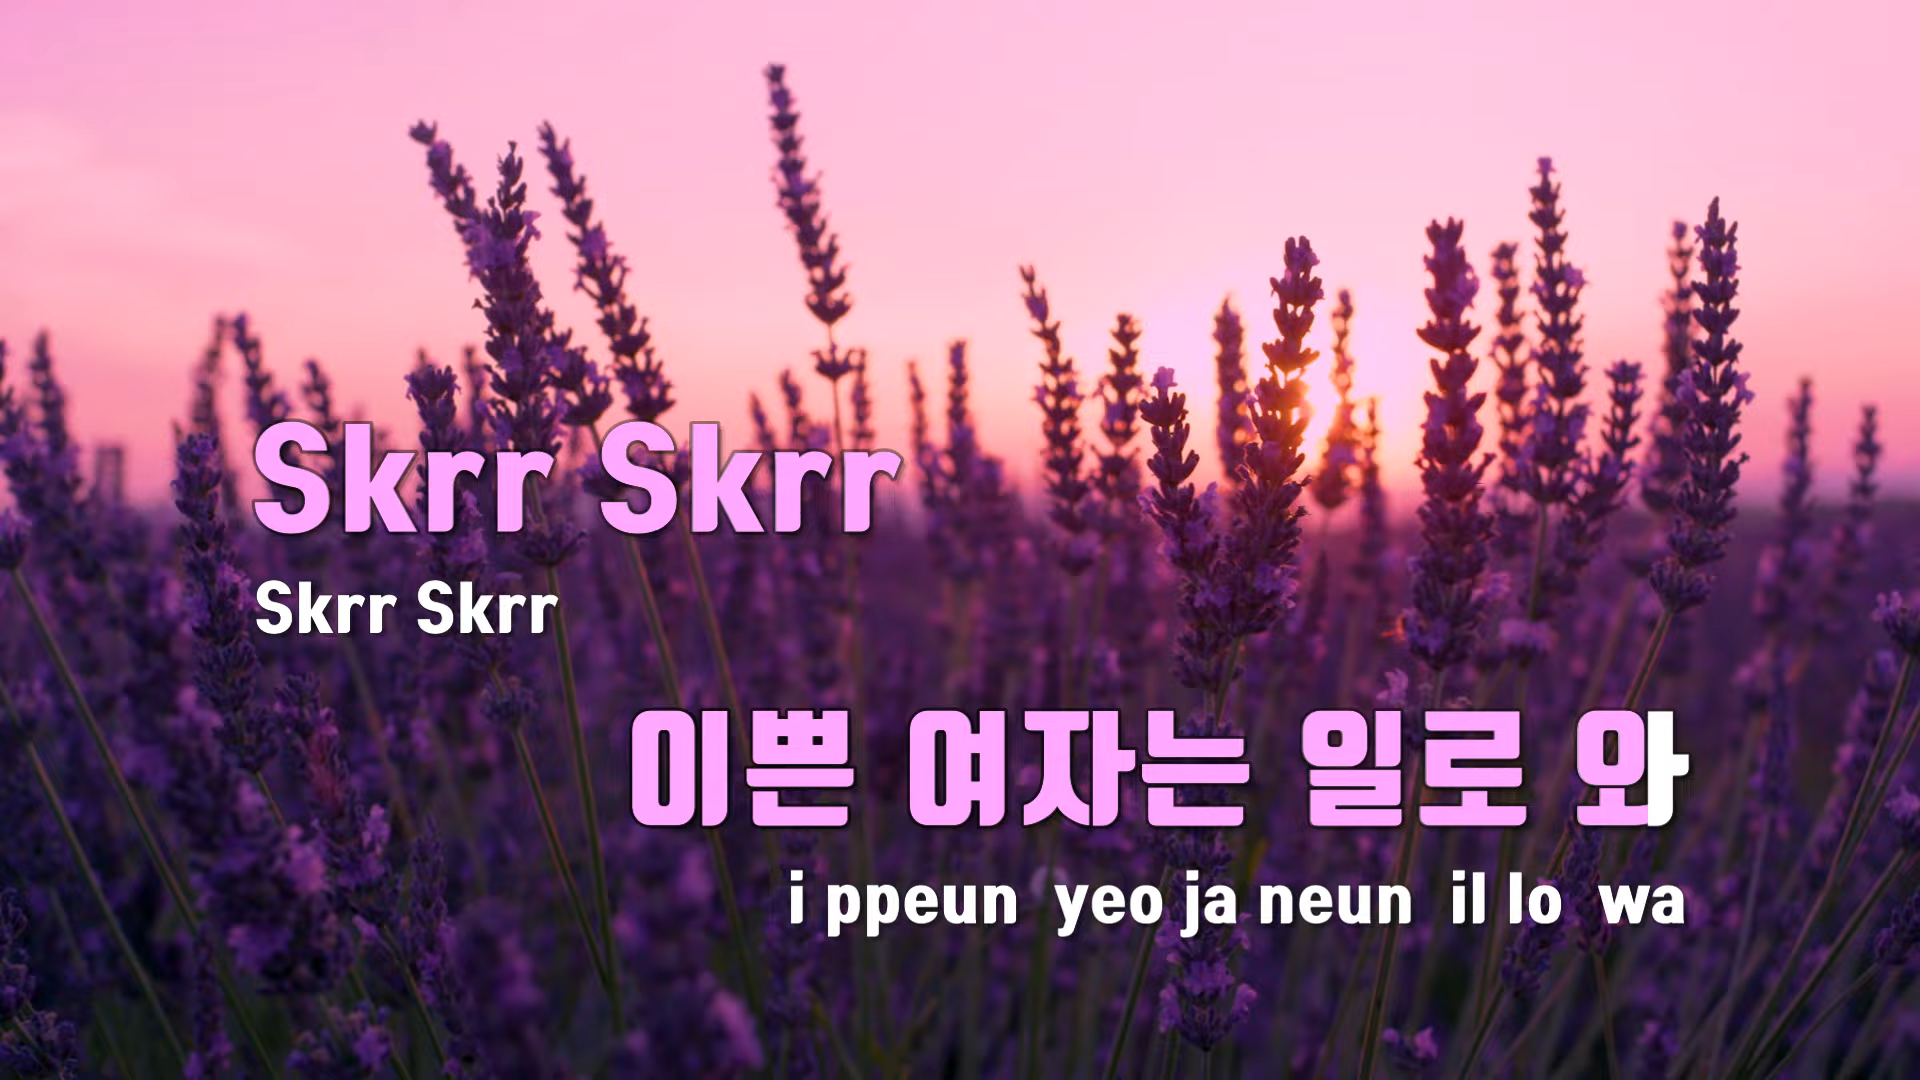 Skrr Skrr
Skrr Skrr
이쁜 여자는 일로 와
i ppeun yeo ja neun il lo wa